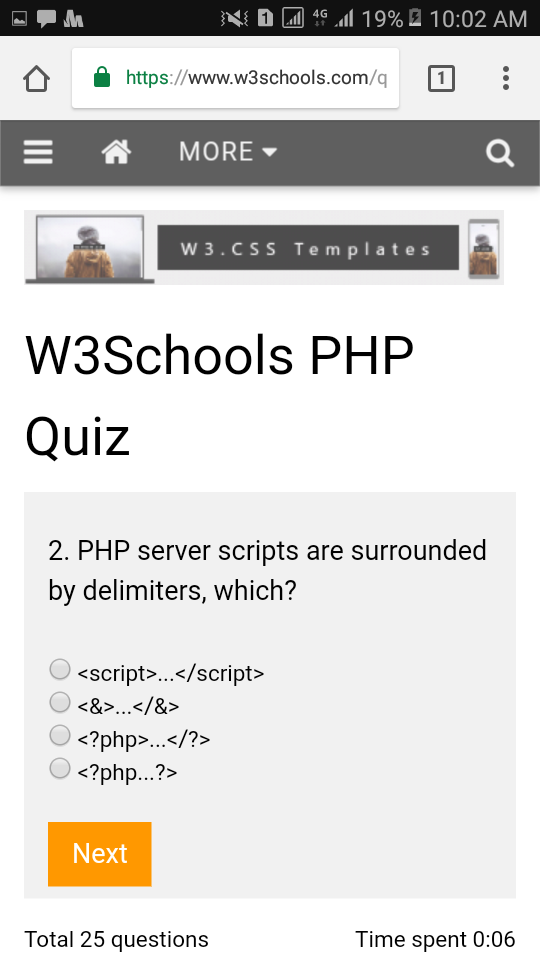 1 4G 19% 10:02 AM
https://www.w3schools.com/q 1
MORE
W3.CSS Templates
W3Schools PHP
Quiz
2. PHP server scripts are surrounded
by delimiters, which?
<script>...</script>
<&>...</&>
<?php>...</?>
<?php...?>
Next
Total 25 questions Time spent 0:06